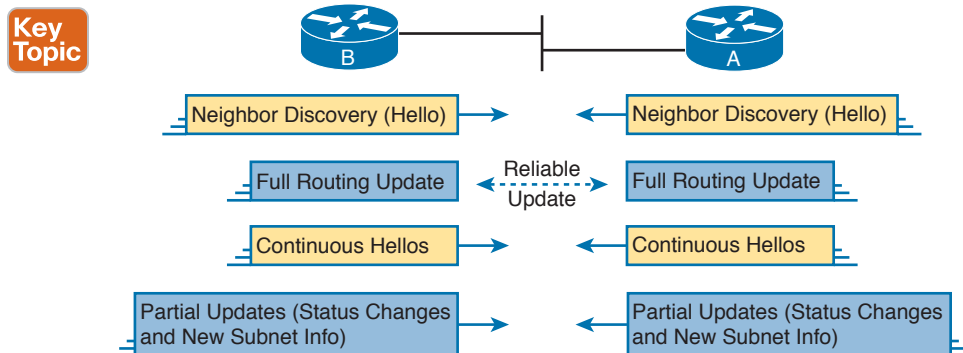 Key
Topic
B
A
Neighbor Discovery (Hello)
Neighbor Discovery (Hello)
Full Routing Update
Reliable
Update
Full Routing Update
Continuous Hellos
Continuous Hellos
Partial Updates (Status Changes
and New Subnet Info)
Partial Updates (Status Changes
and New Subnet Info)